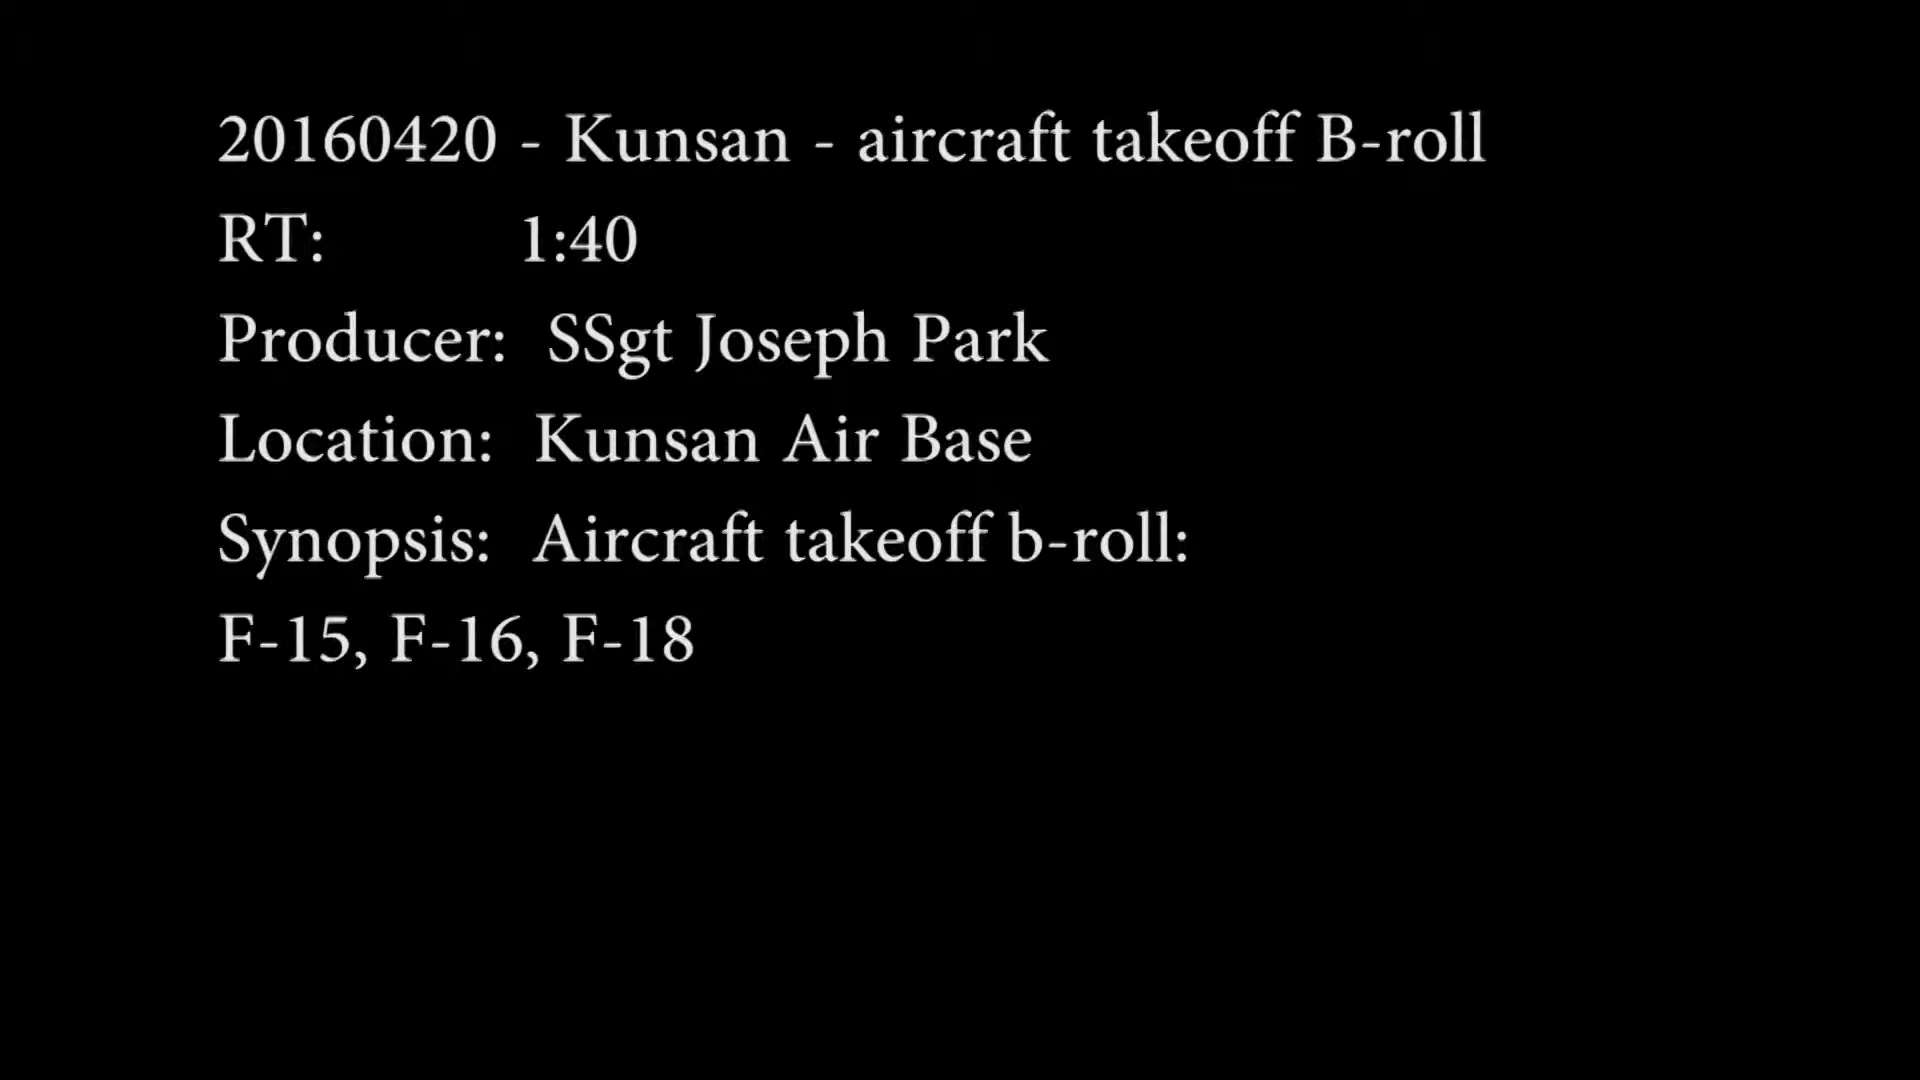 20160420 - Kunsan - aircraft takeoff B-roll
RT: 1:40
Producer: SSgt Joseph Park
Location: Kunsan Air Base
Synopsis: Aircraft takeoff b-roll:
F-15, F-16, F-18